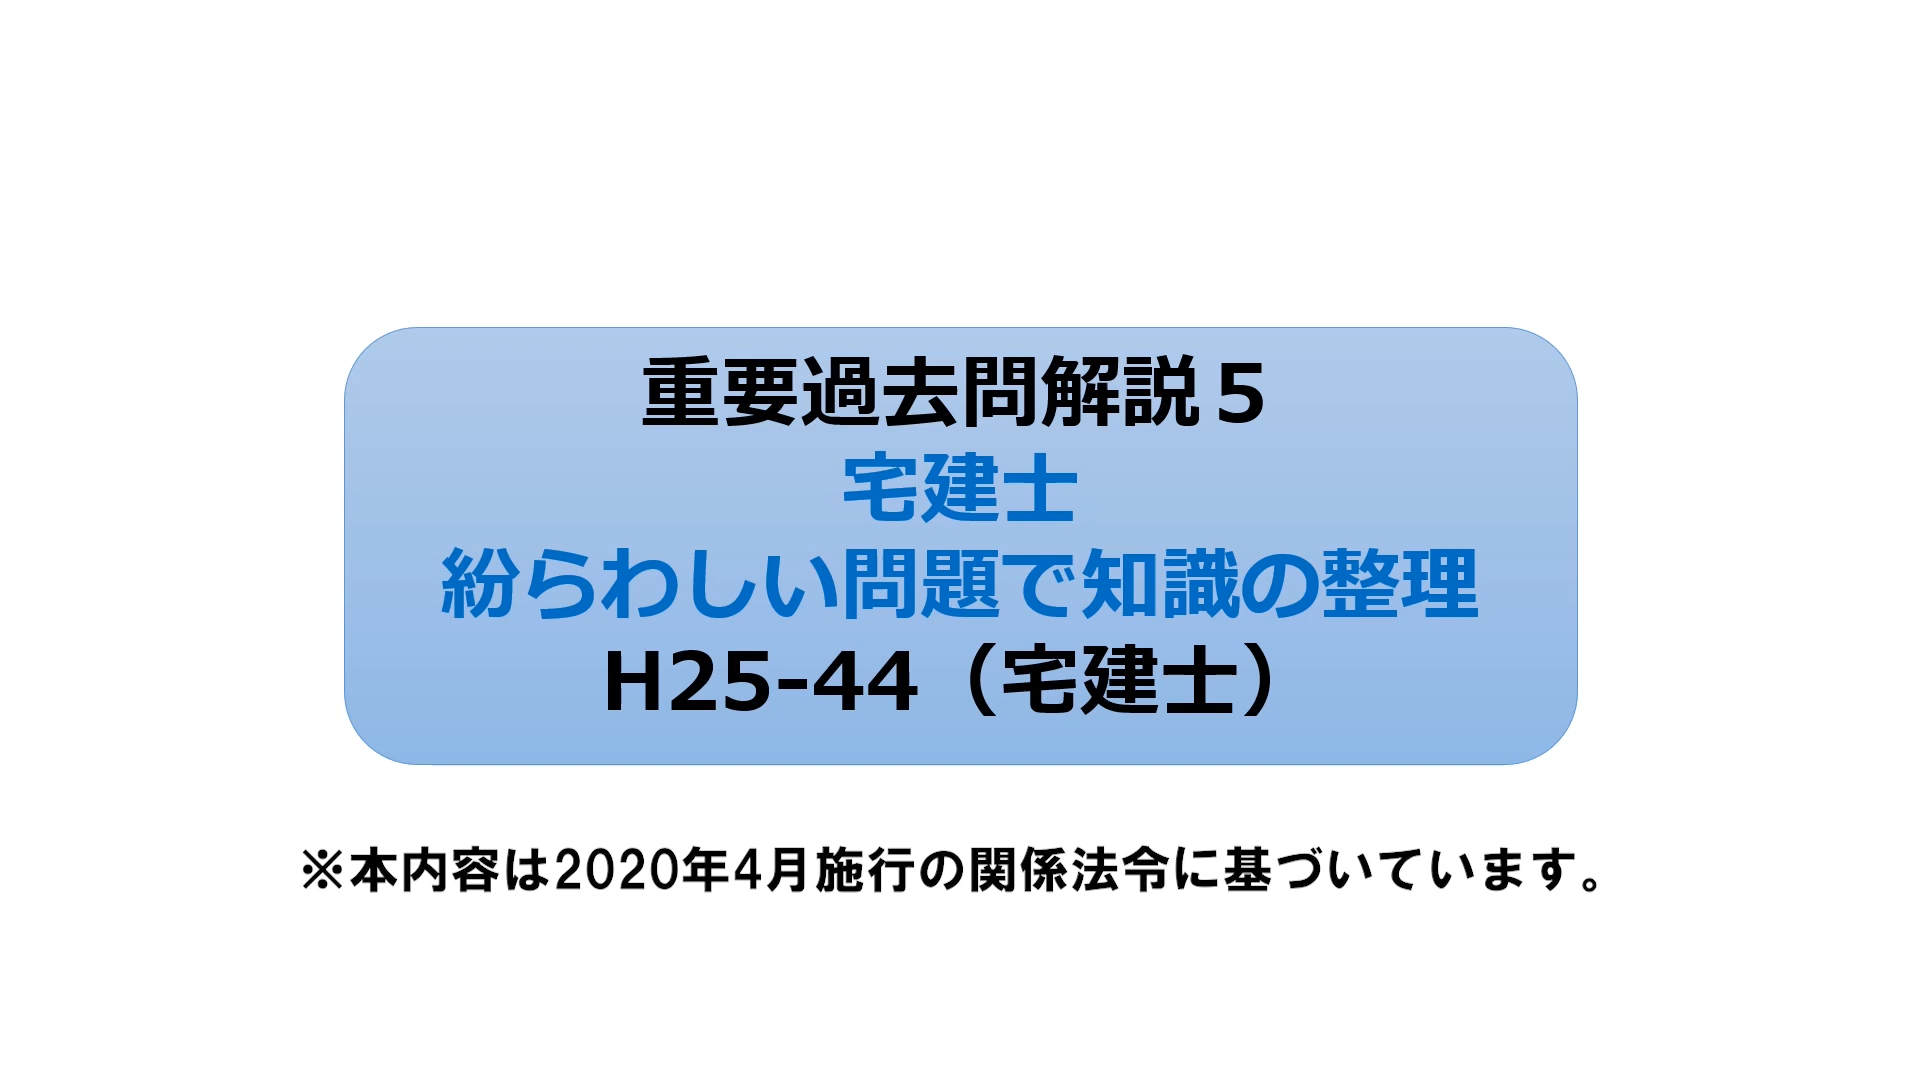 重要過去問解説５
宅建士
紛らわしい問題で知識の整理
H25-44（宅建士）
※本内容は2020年4月施行の関係法令に基づいています。